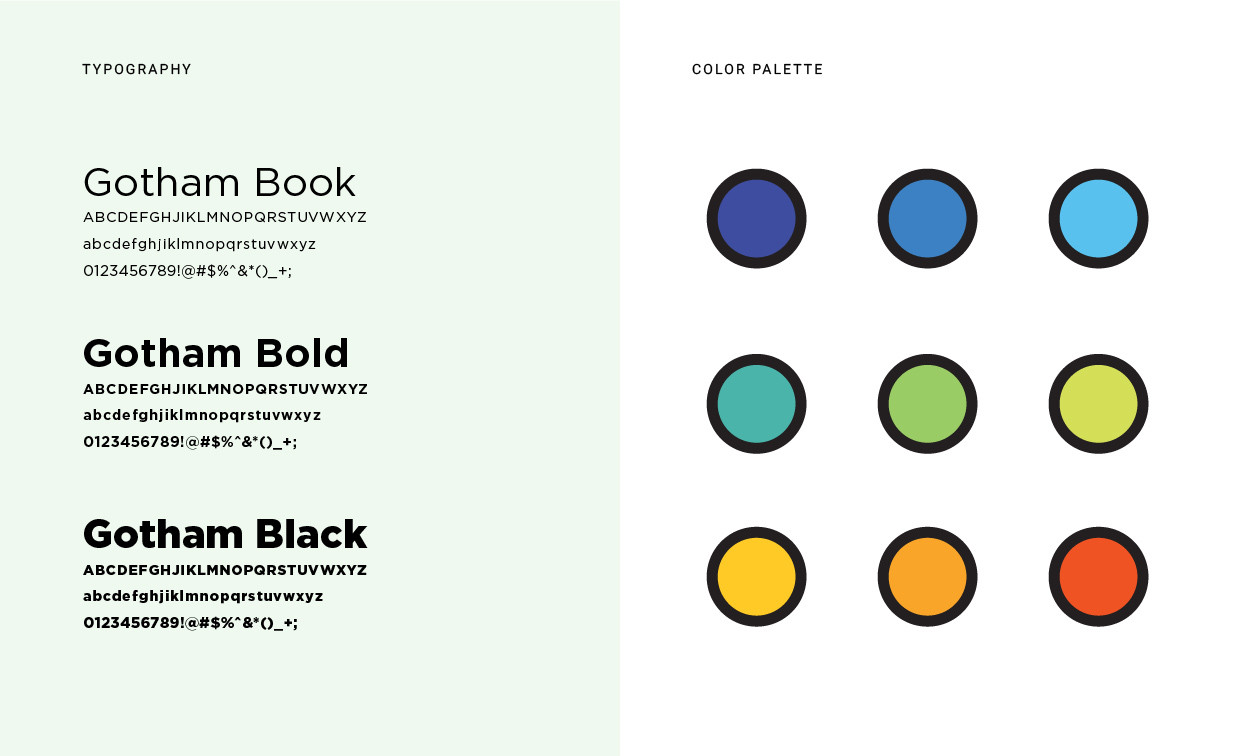 TYPOGRAPHY
Gotham Book
ABCDEFGHJIKLMNOPQRSTUVWXYZ
abcdefghjiklmnopqrstuvwxyz
0123456789!@#$%^&*()_+;
Gotham Bold
ABCDEFGHJIKLMNOPQRSTUVWXYZ
abcdefghjiklmnopqrstuvwxyz
0123456789!@#$%^&*()_+;
Gotham Black
ABCDEFGHJIKLMNOPQRSTUVWXYZ
abcdefghjiklmnopqrstuvwxyz
0123456789!@#$%^&*()_+;
COLOR PALETTE